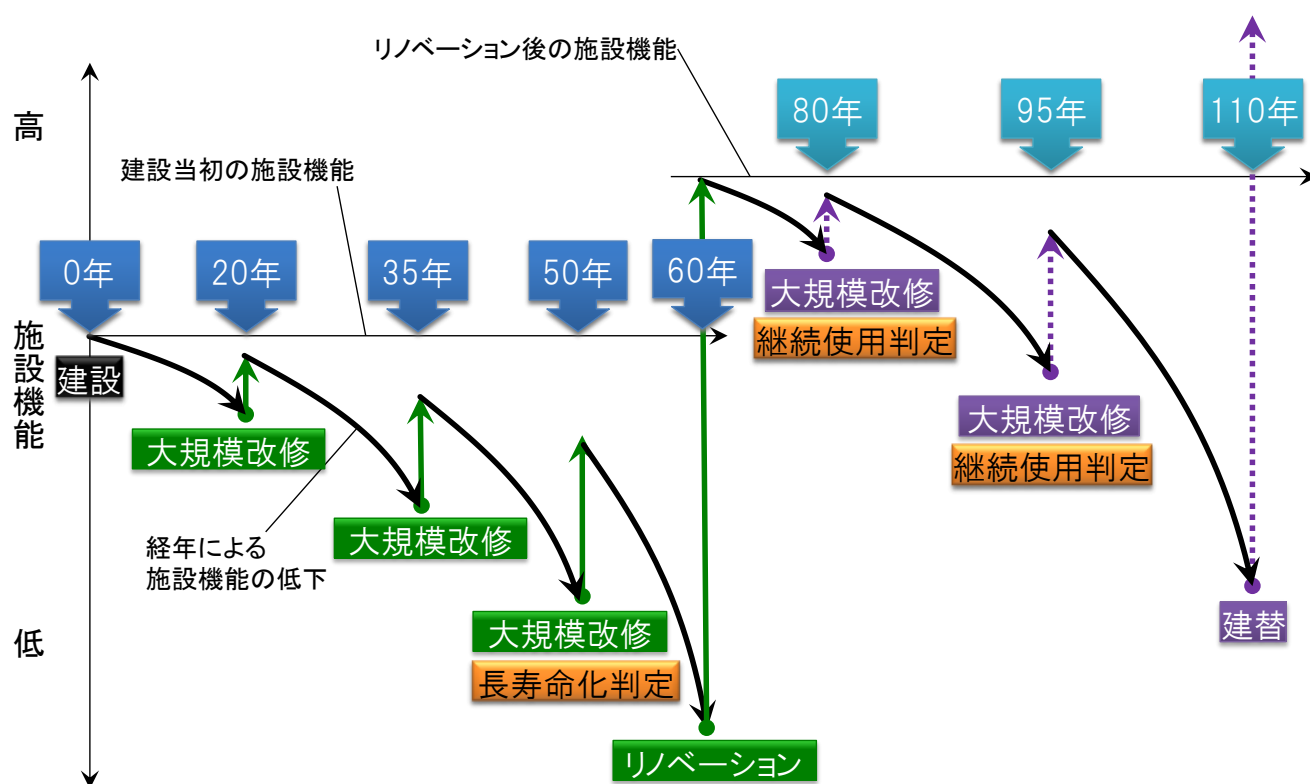 リノベーション後の施設機能
高
80年
95年
110年
建設当初の施設機能
0年
20年
35年
50年
60年
大規模改修
継続使用判定
施設機能
建設
大規模改修
大規模改修
継続使用判定
大規模改修
経年による
施設機能の低下
低
大規模改修
長寿命化判定
建替
リノベーション